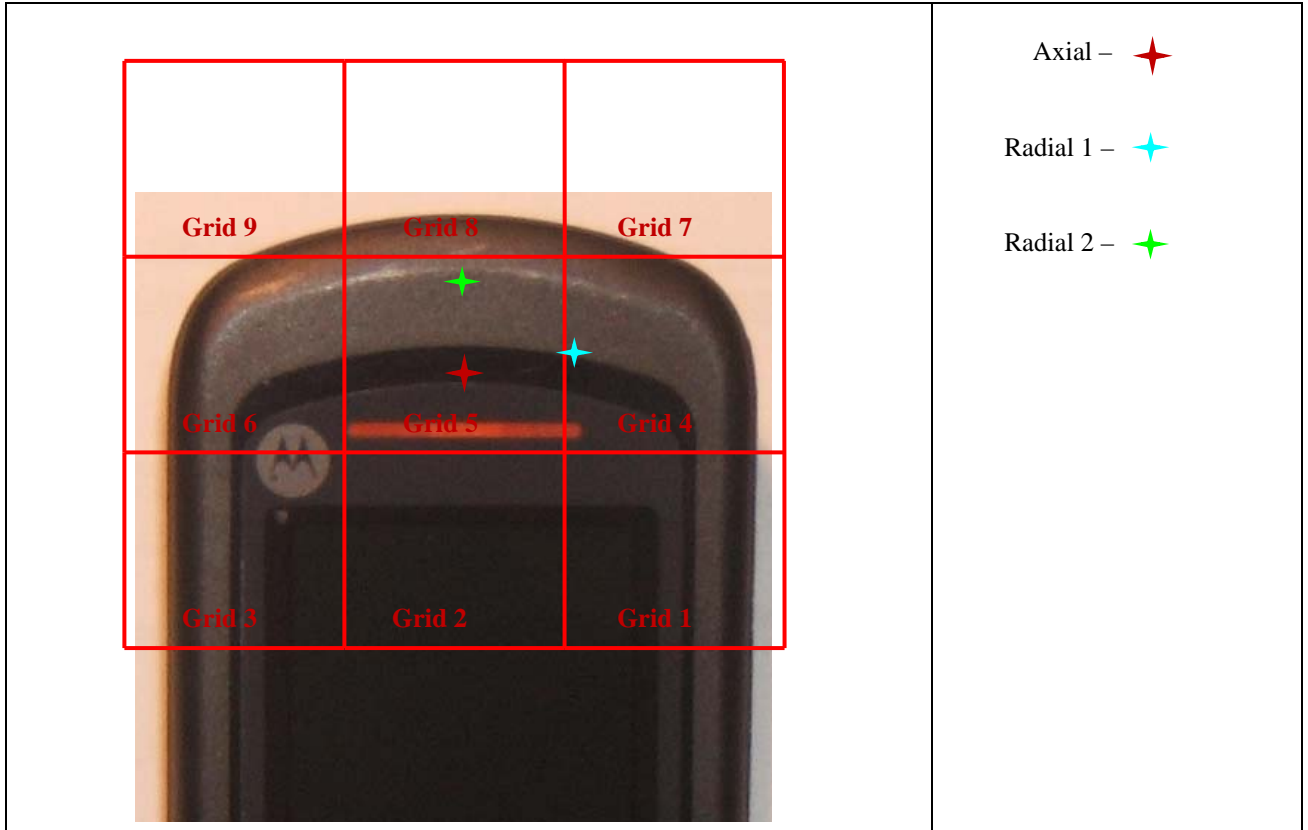 Axial –
Radial 1 –
Radial 2 –
Grid 9 Grid 8 Grid 7
Grid 6 Grid 5 Grid 4
Grid 3 Grid 2 Grid 1